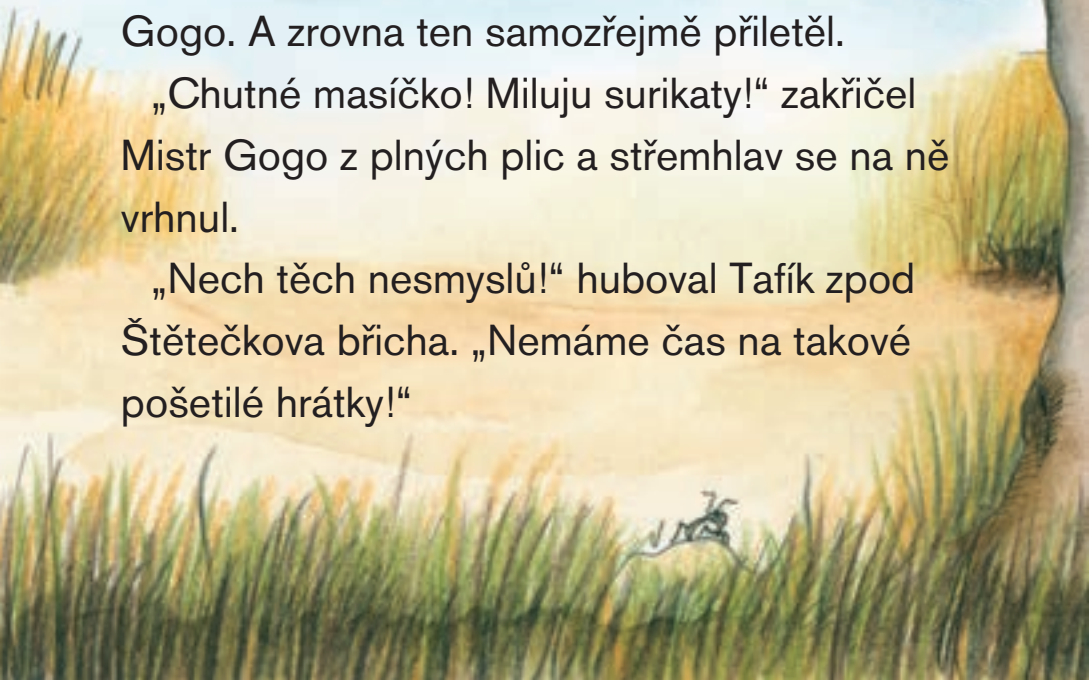 Gogo. A zrovna ten samozřejmě přiletěl.
„Chutné masíčko! Miluju surikaty!“ zakřičel
Mistr Gogo z plných plic a střemhlav se na ně
vrhnul.
„Nech těch nesmyslů!“ huboval Tafík zpod
Štětečkova břicha. „Nemáme čas na takové
pošetilé hrátky!“